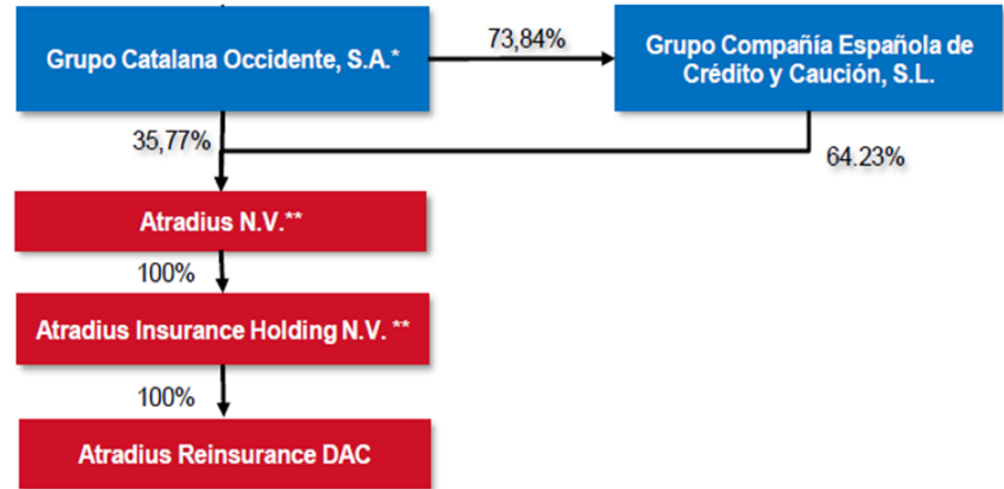 Grupo Catalana Occidente, S.A.*
73,84%
Grupo Compañía Española de
Crédito y Caución, S.L.
35,77%
64.23%
Atradius N.V.**
100%
Atradius Insurance Holding N.V. **
100%
Atradius Reinsurance DAC